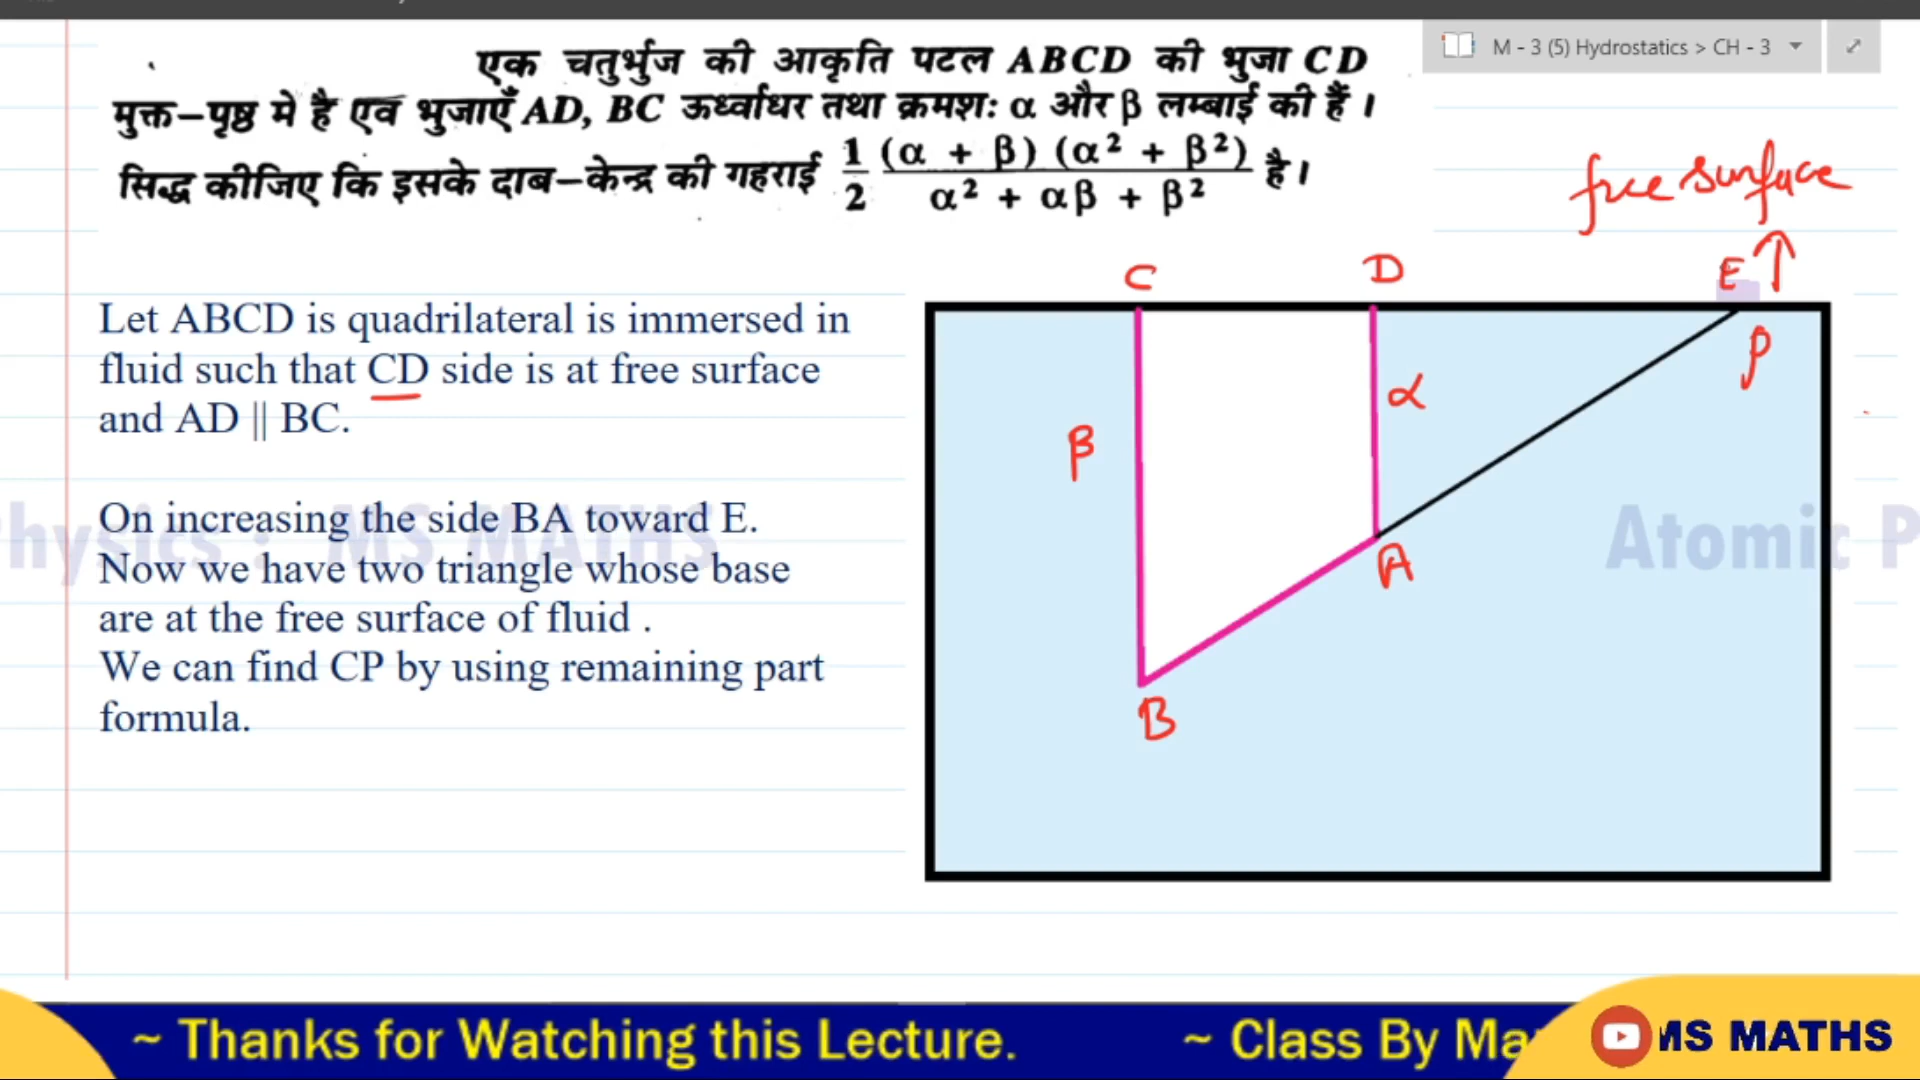 M - 3 (5) Hydrostatics > CH - 3
एक चतुर्भुज की आकृति पटल ABCD की भुजा CD
मुक्त-पृष्ठ मे है एव भुजाएँ AD, BC ऊर्ध्वाधर तथा क्रमश: α और β लम्बाई की हैं ।
सिद्ध कीजिए कि इसके दाब-केन्द्र की गहराई 1/2 (α + β) (α² + β²) / α² + αβ + β² है ।
free surface
C D E
ρ
α
β
A
B
Let ABCD is quadrilateral is immersed in
fluid such that CD side is at free surface
and AD || BC.
On increasing the side BA toward E.
Now we have two triangle whose base
are at the free surface of fluid .
We can find CP by using remaining part
formula.
hysics : MS MATHS
Atomic P
~ Thanks for Watching this Lecture. ~ Class By Ma
MS MATHS